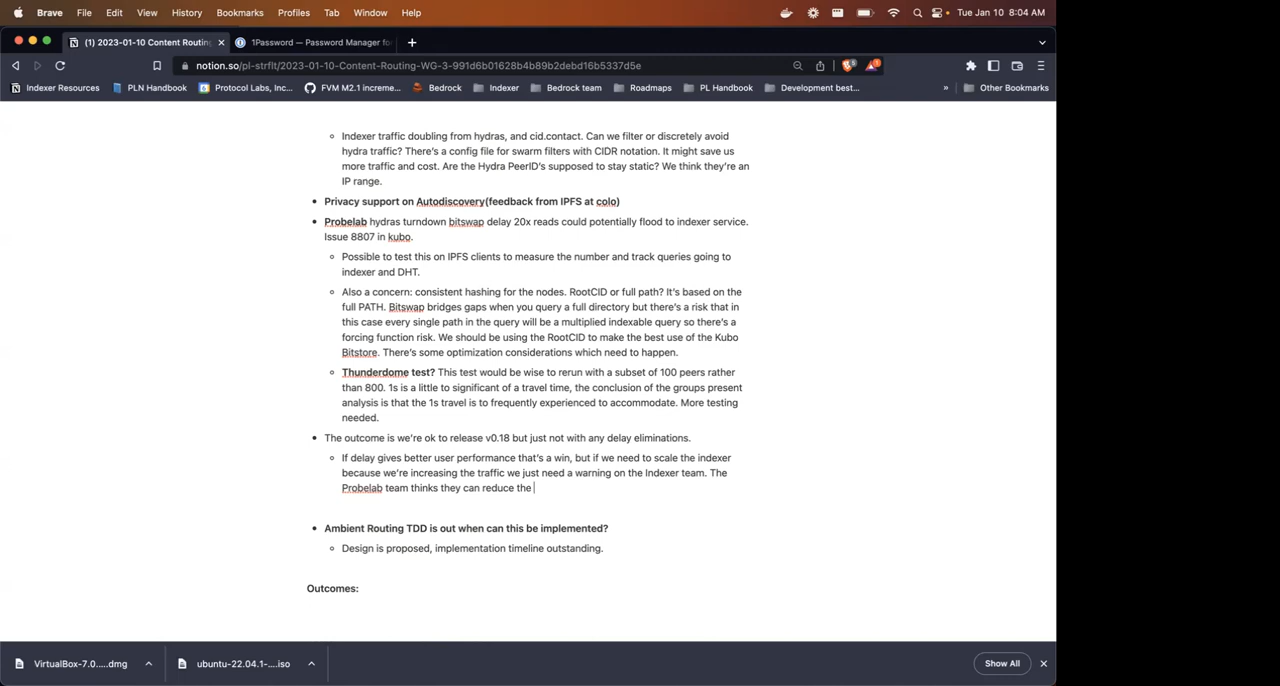 Brave File Edit View History Bookmarks Profiles Tab Window Help Tue Jan 10 8:04 AM
(1) 2023-01-10 Content Routing 1Password — Password Manager for
notion.so/pl-strflt/2023-01-10-Content-Routing-WG-3-991d6b01628b4b89b2debd16b5337d5e
Indexer Resources PLN Handbook Protocol Labs, Inc... FVM M2.1 increme... Bedrock Indexer Bedrock team Roadmaps PL Handbook Development best... » Other Bookmarks
Indexer traffic doubling from hydras, and cid.contact. Can we filter or discretely avoid
hydra traffic? There's a config file for swarm filters with CIDR notation. It might save us
more traffic and cost. Are the Hydra PeerID's supposed to stay static? We think they're an
IP range.
Privacy support on Autodiscovery(feedback from IPFS at colo)
Probelab hydras turndown bitswap delay 20x reads could potentially flood to indexer service.
Issue 8807 in kubo.
Possible to test this on IPFS clients to measure the number and track queries going to
indexer and DHT.
Also a concern: consistent hashing for the nodes. RootCID or full path? It's based on the
full PATH. Bitswap bridges gaps when you query a full directory but there's a risk that in
this case every single path in the query will be a multiplied indexable query so there's a
forcing function risk. We should be using the RootCID to make the best use of the Kubo
Bitstore. There's some optimization considerations which need to happen.
Thunderdome test? This test would be wise to rerun with a subset of 100 peers rather
than 800. 1s is a little to significant of a travel time, the conclusion of the groups present
analysis is that the 1s travel is to frequently experienced to accommodate. More testing
needed.
The outcome is we're ok to release v0.18 but just not with any delay eliminations.
If delay gives better user performance that's a win, but if we need to scale the indexer
because we're increasing the traffic we just need a warning on the Indexer team. The
Probelab team thinks they can reduce the
Ambient Routing TDD is out when can this be implemented?
Design is proposed, implementation timeline outstanding.
Outcomes:
VirtualBox-7.0.....dmg ubuntu-22.04.1-....iso Show All